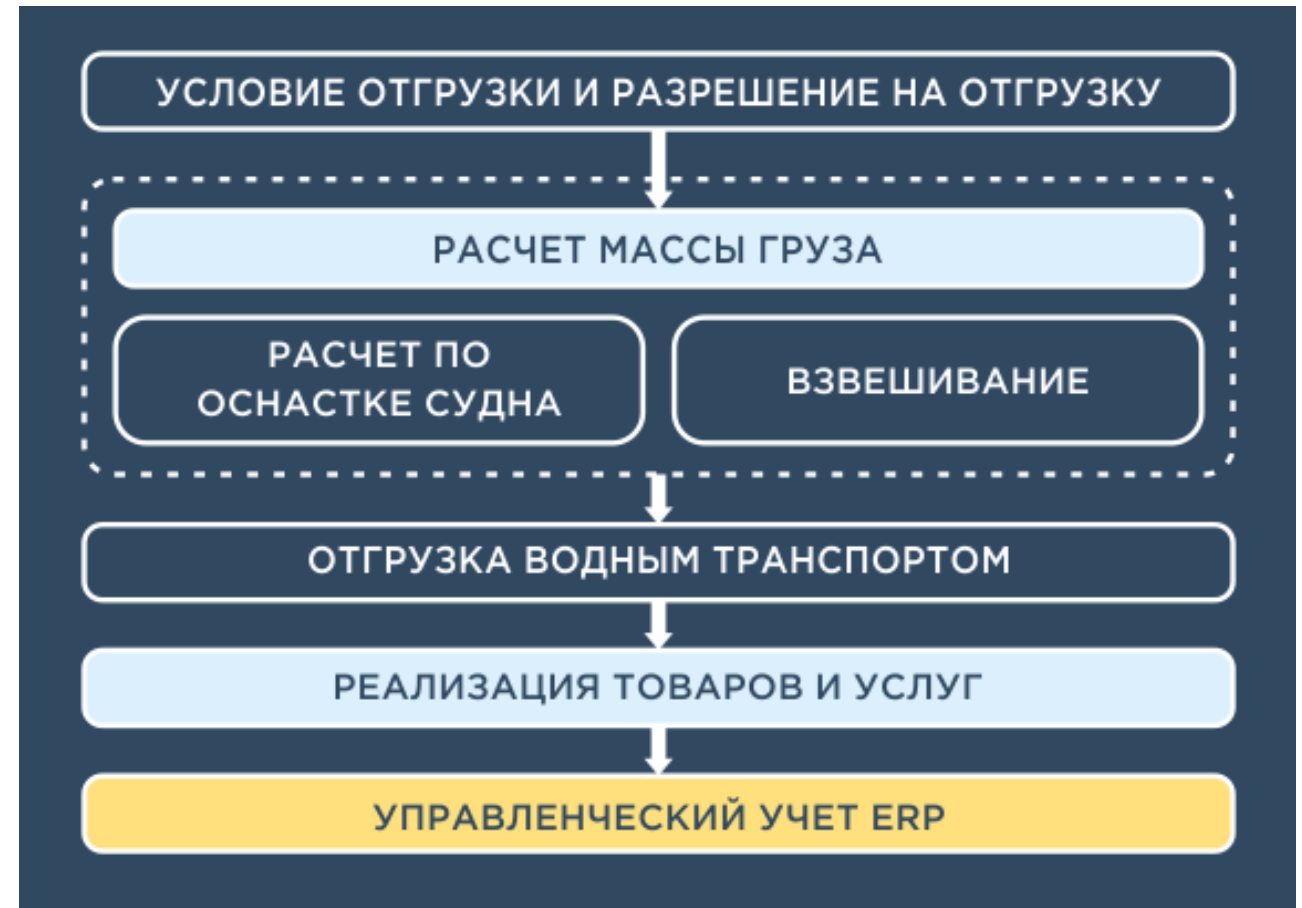 УСЛОВИЕ ОТГРУЗКИ И РАЗРЕШЕНИЕ НА ОТГРУЗКУ
РАСЧЕТ МАССЫ ГРУЗА
РАСЧЕТ ПО
ОСНАСТКЕ СУДНА
ВЗВЕШИВАНИЕ
ОТГРУЗКА ВОДНЫМ ТРАНСПОРТОМ
РЕАЛИЗАЦИЯ ТОВАРОВ И УСЛУГ
УПРАВЛЕНЧЕСКИЙ УЧЕТ ERP